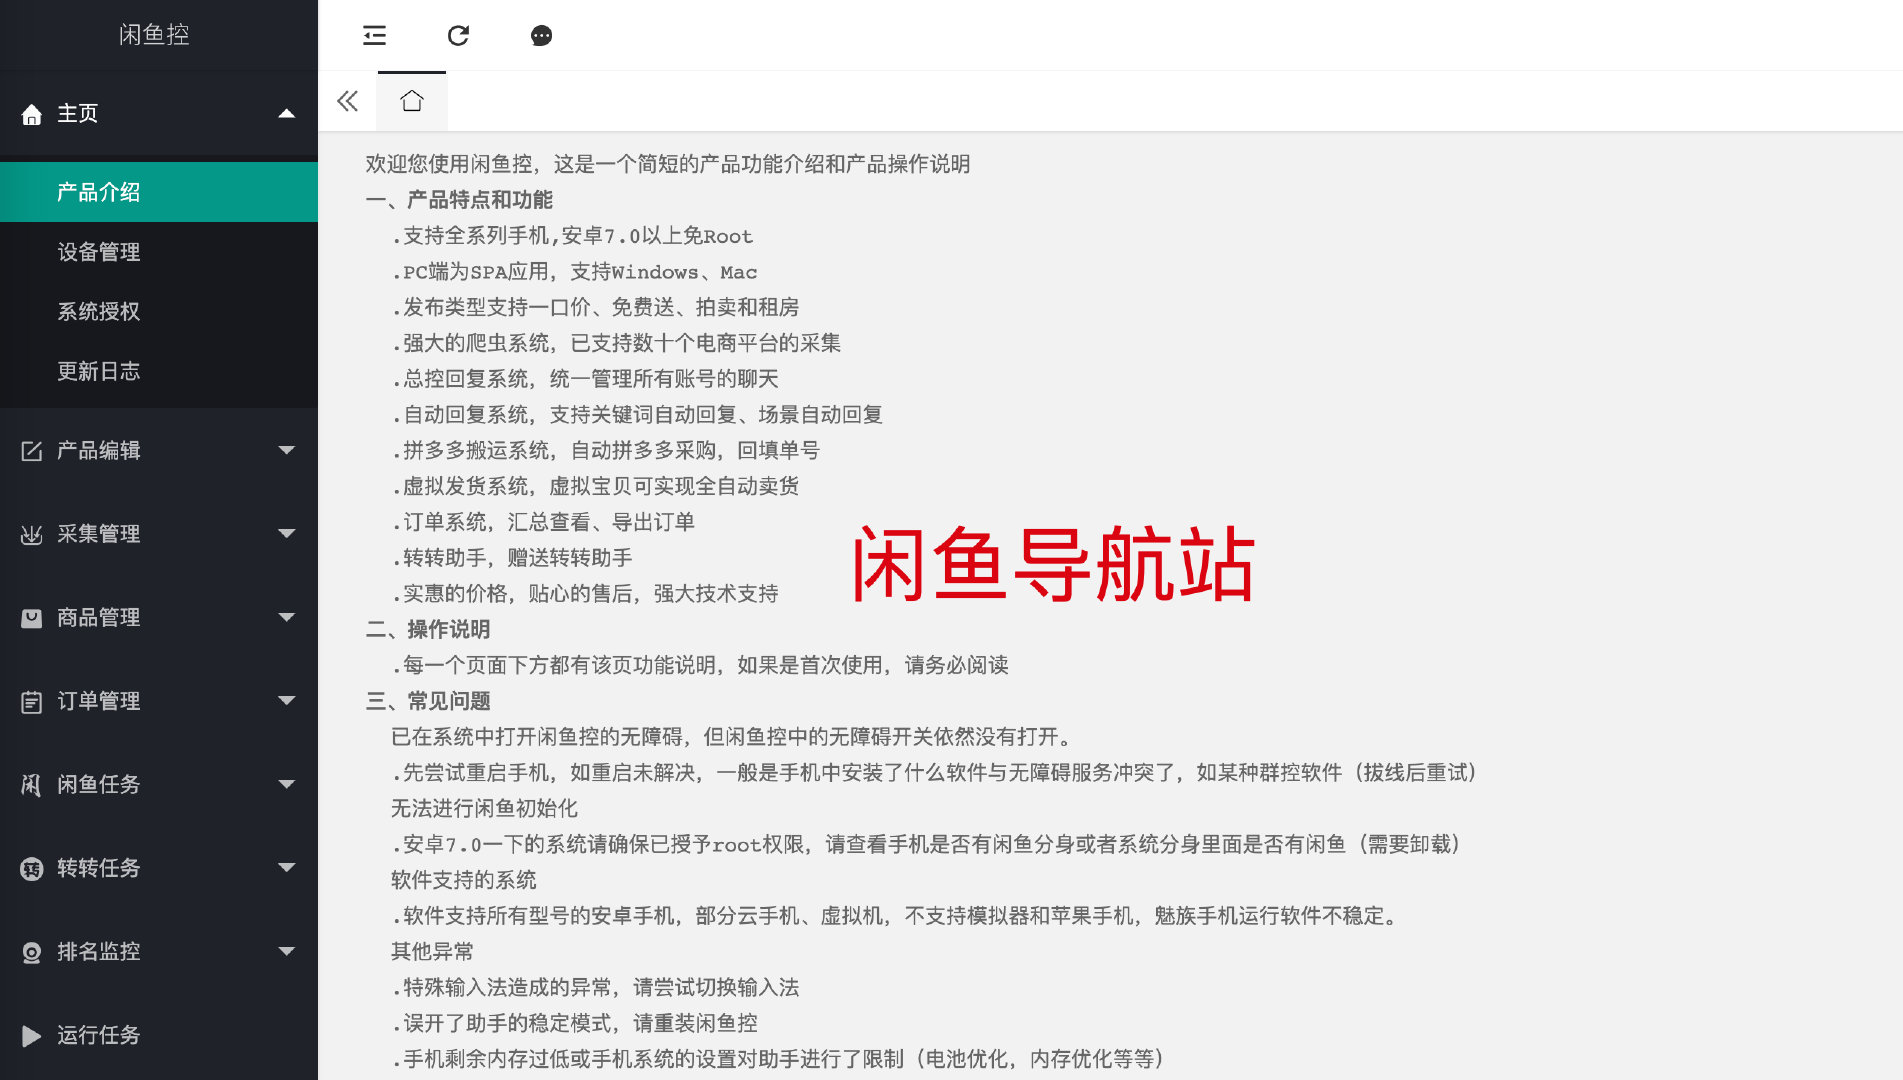 闲鱼控
主页
产品介绍
设备管理
系统授权
更新日志
产品编辑
采集管理
商品管理
订单管理
闲鱼任务
转转任务
排名监控
运行任务
欢迎您使用闲鱼控，这是一个简短的产品功能介绍和产品操作说明
一、产品特点和功能
.支持全系列手机,安卓7.0以上免Root
.PC端为SPA应用，支持Windows、Mac
.发布类型支持一口价、免费送、拍卖和租房
.强大的爬虫系统，已支持数十个电商平台的采集
.总控回复系统，统一管理所有账号的聊天
.自动回复系统，支持关键词自动回复、场景自动回复
.拼多多搬运系统，自动拼多多采购，回填单号
.虚拟发货系统，虚拟宝贝可实现全自动卖货
.订单系统，汇总查看、导出订单
.转转助手，赠送转转助手
.实惠的价格，贴心的售后，强大技术支持
闲鱼导航站
二、操作说明
.每一个页面下方都有该页功能说明，如果是首次使用，请务必阅读
三、常见问题
已在系统中打开闲鱼控的无障碍，但闲鱼控中的无障碍开关依然没有打开。
.先尝试重启手机，如重启未解决，一般是手机中安装了什么软件与无障碍服务冲突了，如某种群控软件（拔线后重试）
无法进行闲鱼初始化
.安卓7.0一下的系统请确保已授予root权限，请查看手机是否有闲鱼分身或者系统分身里面是否有闲鱼（需要卸载）
软件支持的系统
.软件支持所有型号的安卓手机，部分云手机、虚拟机，不支持模拟器和苹果手机，魅族手机运行软件不稳定。
其他异常
.特殊输入法造成的异常，请尝试切换输入法
.误开了助手的稳定模式，请重装闲鱼控
.手机剩余内存过低或手机系统的设置对助手进行了限制（电池优化，内存优化等等）